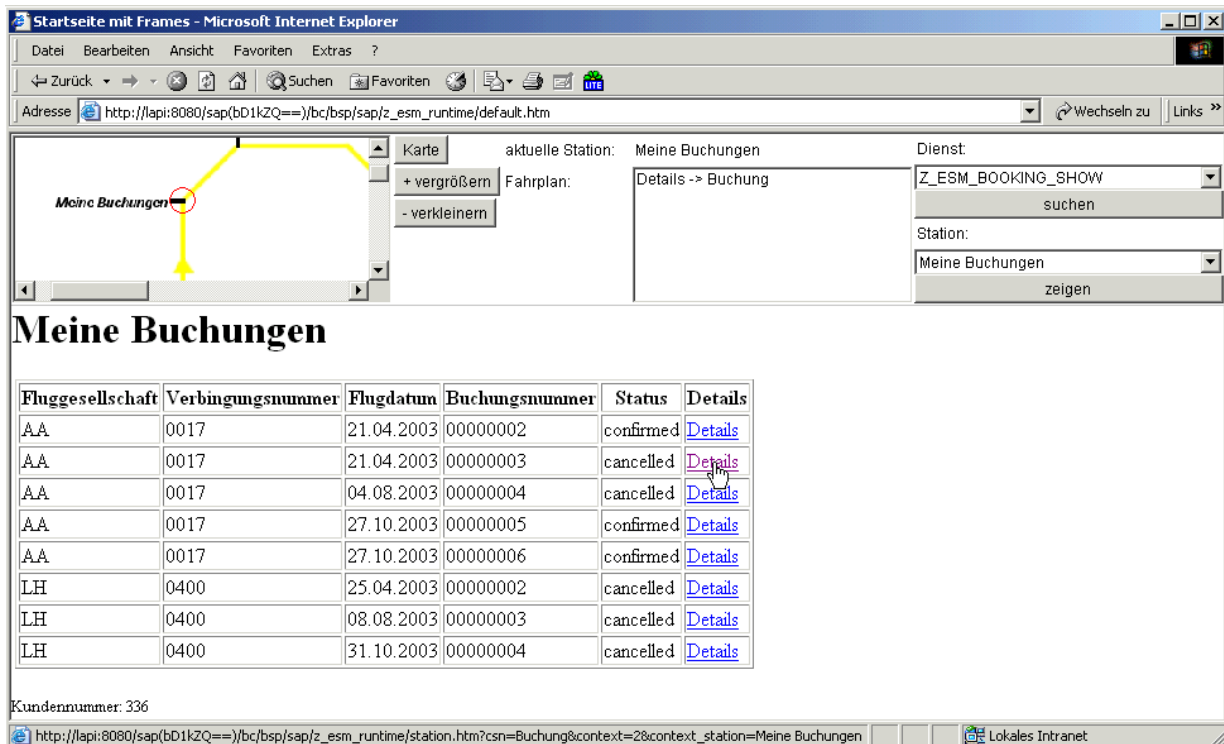 Startseite mit Frames - Microsoft Internet Explorer
Datei Bearbeiten Ansicht Favoriten Extras ?
Zurück Suchen Favoriten LITE
Adresse http://lapi:8080/sap(bD1kZQ==)/bc/bsp/sap/z_esm_runtime/default.htm Wechseln zu Links »
Karte aktuelle Station: Meine Buchungen Dienst:
+ vergrößern Fahrplan: Details -> Buchung Z_ESM_BOOKING_SHOW
Meine Buchungen - verkleinern suchen
Station:
Meine Buchungen
zeigen
Meine Buchungen
Fluggesellschaft Verbingungsnummer Flugdatum Buchungsnummer Status Details
AA 0017 21.04.2003 00000002 confirmed Details
AA 0017 21.04.2003 00000003 cancelled Details
AA 0017 04.08.2003 00000004 cancelled Details
AA 0017 27.10.2003 00000005 confirmed Details
AA 0017 27.10.2003 00000006 confirmed Details
LH 0400 25.04.2003 00000002 cancelled Details
LH 0400 08.08.2003 00000003 cancelled Details
LH 0400 31.10.2003 00000004 cancelled Details
Kundennummer: 336
http://lapi:8080/sap(bD1kZQ==)/bc/bsp/sap/z_esm_runtime/station.htm?csn=Buchung&context=2&context_station=Meine Buchungen Lokales Intranet